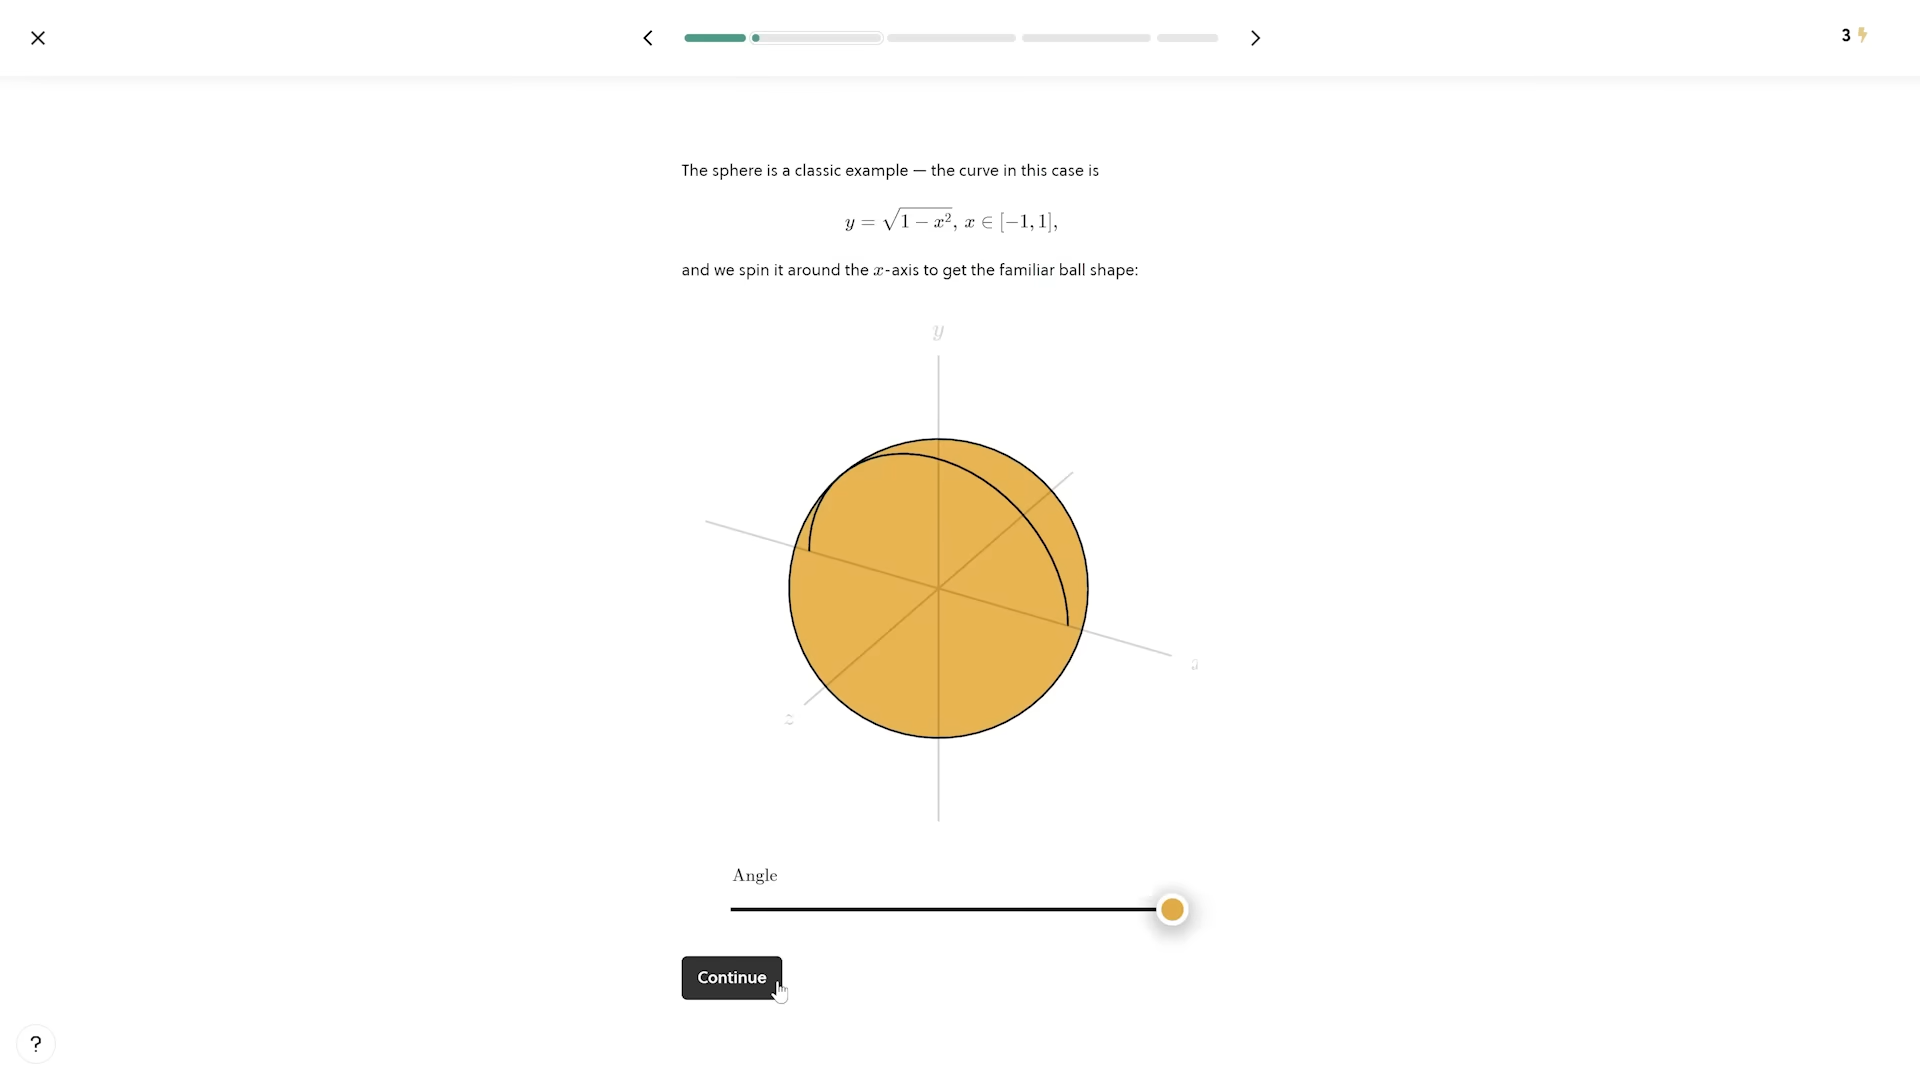 3
The sphere is a classic example — the curve in this case is
y = √(1 − x²), x ∈ [−1, 1],
and we spin it around the x-axis to get the familiar ball shape:
y
z
Angle
Continue
?